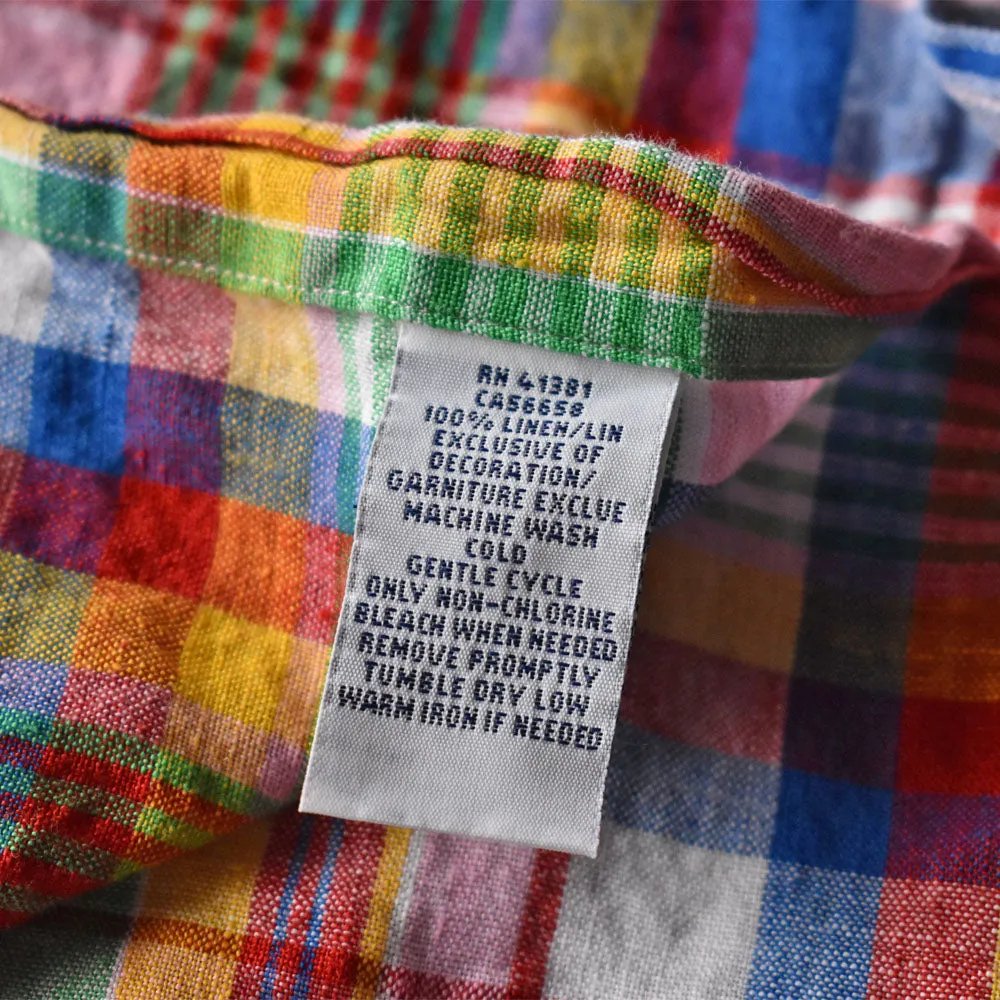 RN 41381
CA56658
100% LINEN/LIN
EXCLUSIVE OF
DECORATION/
GARNITURE EXCLUE
MACHINE WASH
COLD
GENTLE CYCLE
ONLY NON-CHLORINE
BLEACH WHEN NEEDED
REMOVE PROMPTLY
TUMBLE DRY LOW
WARM IRON IF NEEDED